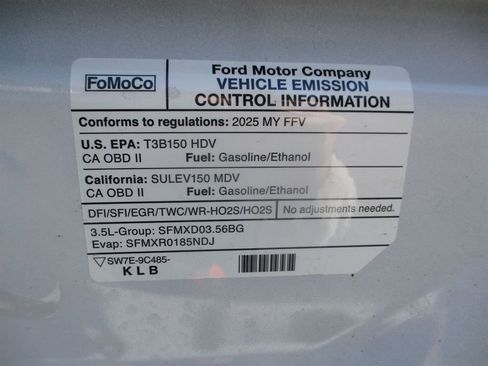 FoMoCo
Ford Motor Company
VEHICLE EMISSION
CONTROL INFORMATION
Conforms to regulations: 2025 MY FFV
U.S. EPA: T3B150 HDV
CA OBD II Fuel: Gasoline/Ethanol
California: SULEV150 MDV
CA OBD II Fuel: Gasoline/Ethanol
DFI/SFI/EGR/TWC/WR-HO2S/HO2S No adjustments needed.
3.5L-Group: SFMXD03.56BG
Evap: SFMXR0185NDJ
SW7E-9C485-
KLB